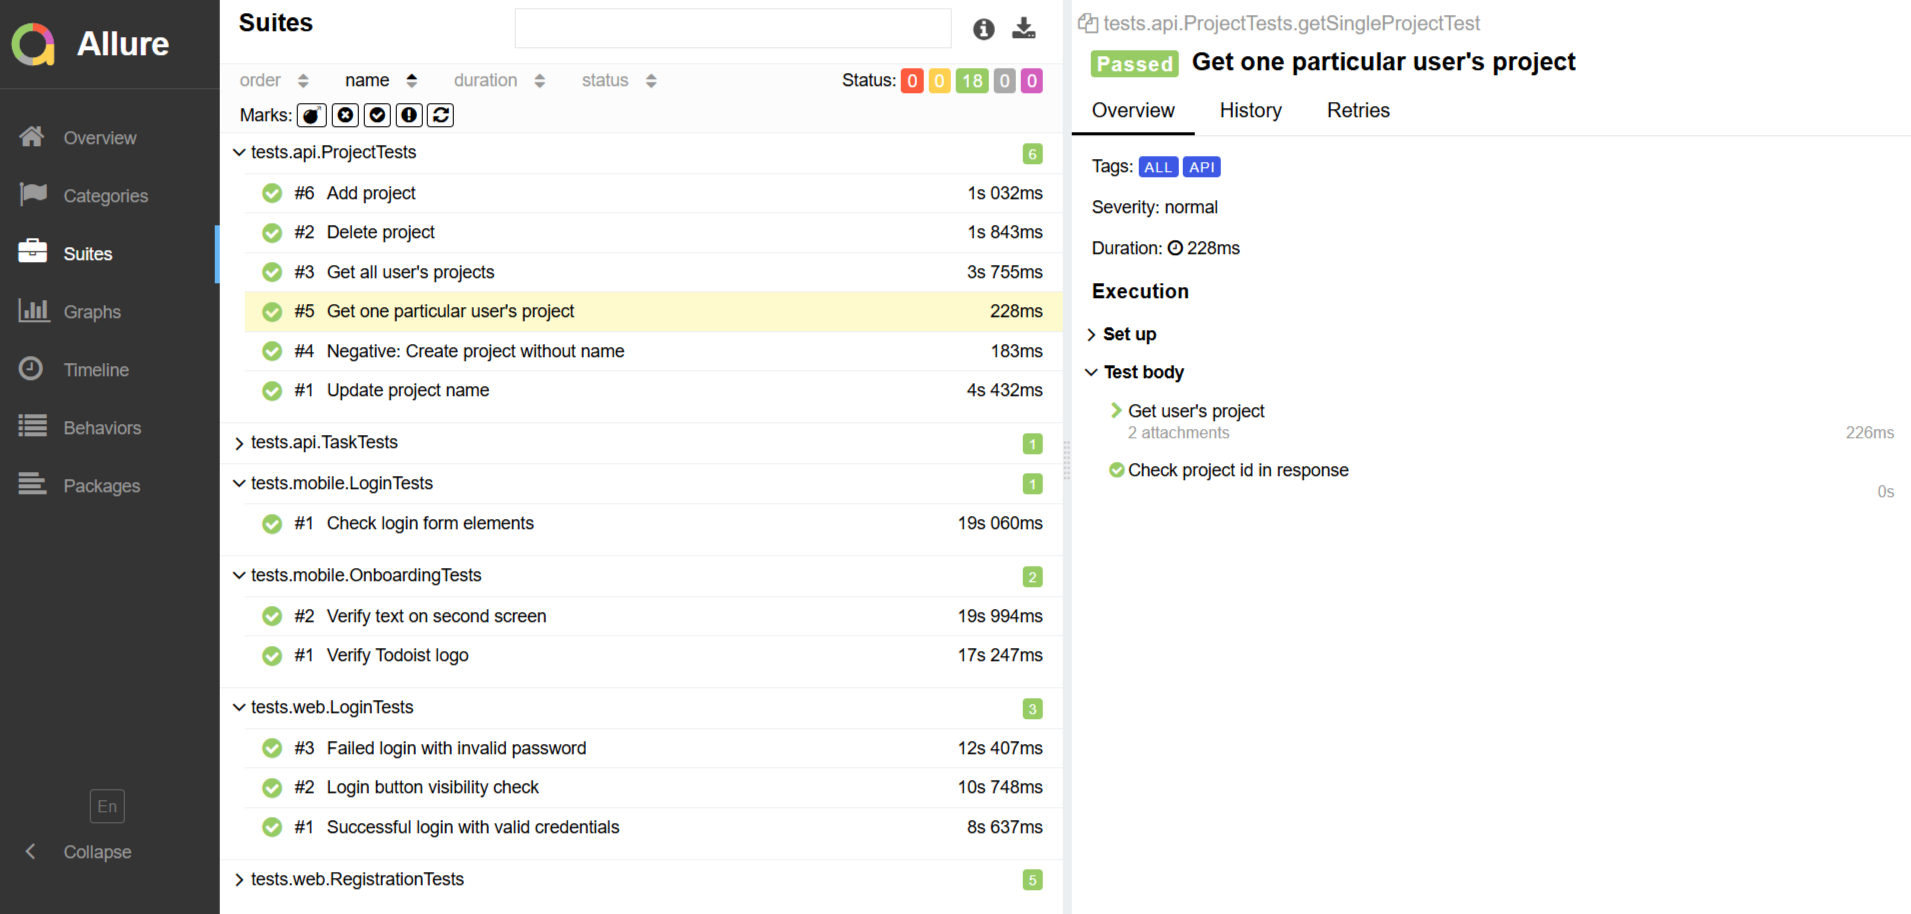 Allure
Overview
Categories
Suites
Graphs
Timeline
Behaviors
Packages
En
Collapse
Suites
order name duration status Status: 0 0 18 0 0
Marks:
tests.api.ProjectTests 6
#6 Add project 1s 032ms
#2 Delete project 1s 843ms
#3 Get all user's projects 3s 755ms
#5 Get one particular user's project 228ms
#4 Negative: Create project without name 183ms
#1 Update project name 4s 432ms
tests.api.TaskTests 1
tests.mobile.LoginTests 1
#1 Check login form elements 19s 060ms
tests.mobile.OnboardingTests 2
#2 Verify text on second screen 19s 994ms
#1 Verify Todoist logo 17s 247ms
tests.web.LoginTests 3
#3 Failed login with invalid password 12s 407ms
#2 Login button visibility check 10s 748ms
#1 Successful login with valid credentials 8s 637ms
tests.web.RegistrationTests 5
tests.api.ProjectTests.getSingleProjectTest
Passed Get one particular user's project
Overview History Retries
Tags: ALL API
Severity: normal
Duration: 228ms
Execution
Set up
Test body
Get user's project
2 attachments 226ms
Check project id in response
0s